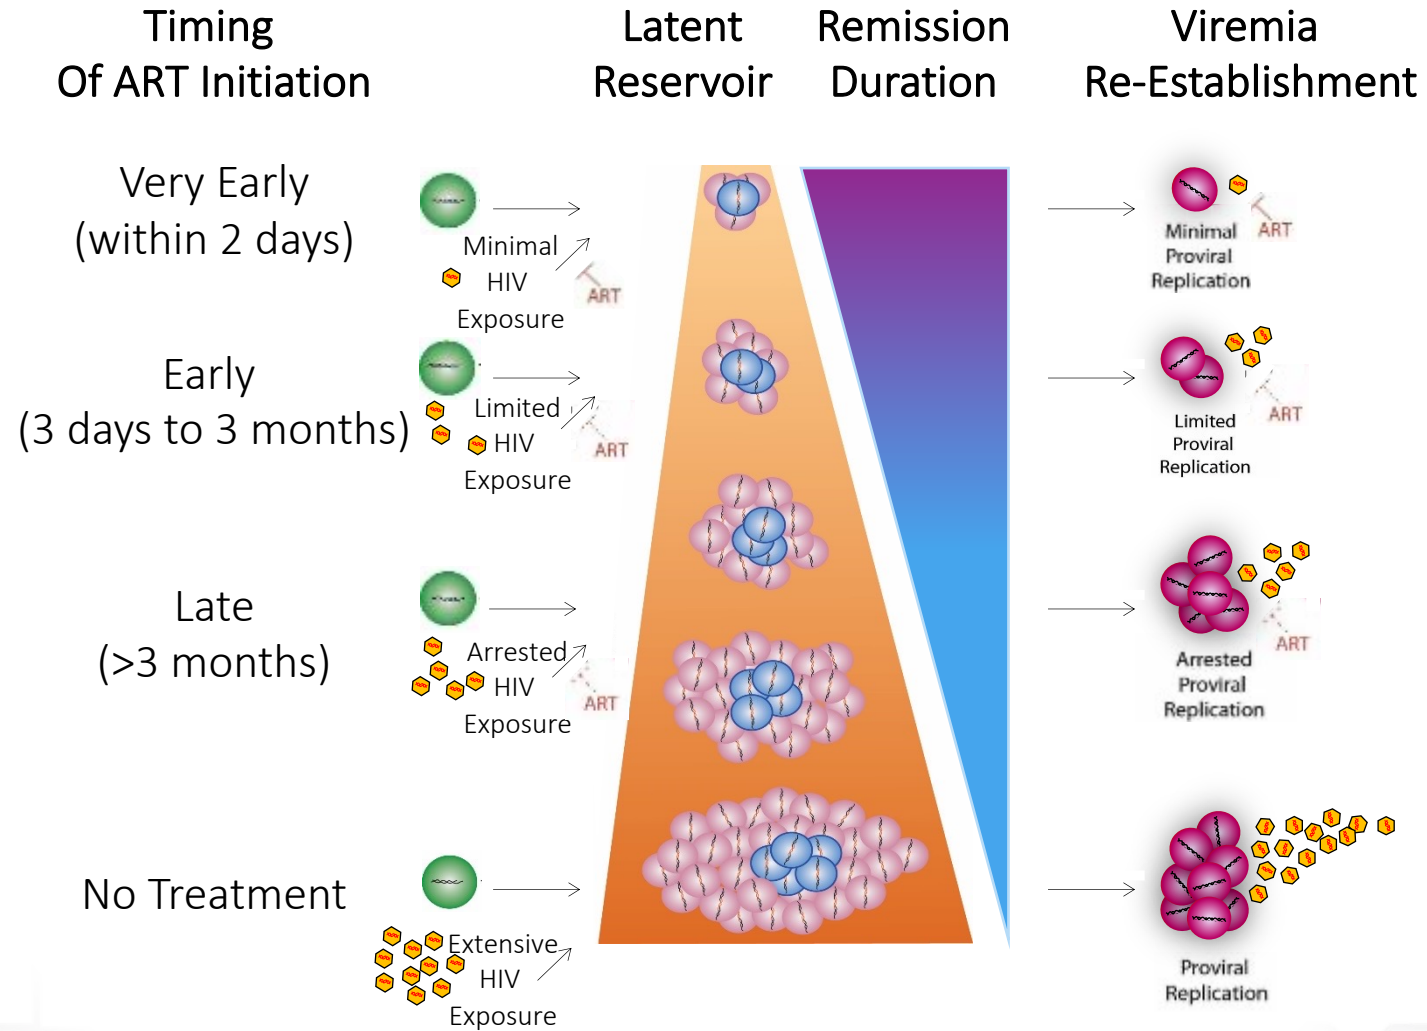 Timing
Of ART Initiation
Latent
Reservoir
Remission
Duration
Viremia
Re-Establishment
Very Early
(within 2 days)
Minimal
HIV
Exposure
ART
Minimal
Proviral
Replication
ART
Early
(3 days to 3 months)
Limited
HIV
Exposure
ART
Limited
Proviral
Replication
ART
Late
(>3 months)
Arrested
HIV
Exposure
ART
Arrested
Proviral
Replication
ART
No Treatment
Extensive
HIV
Exposure
Proviral
Replication